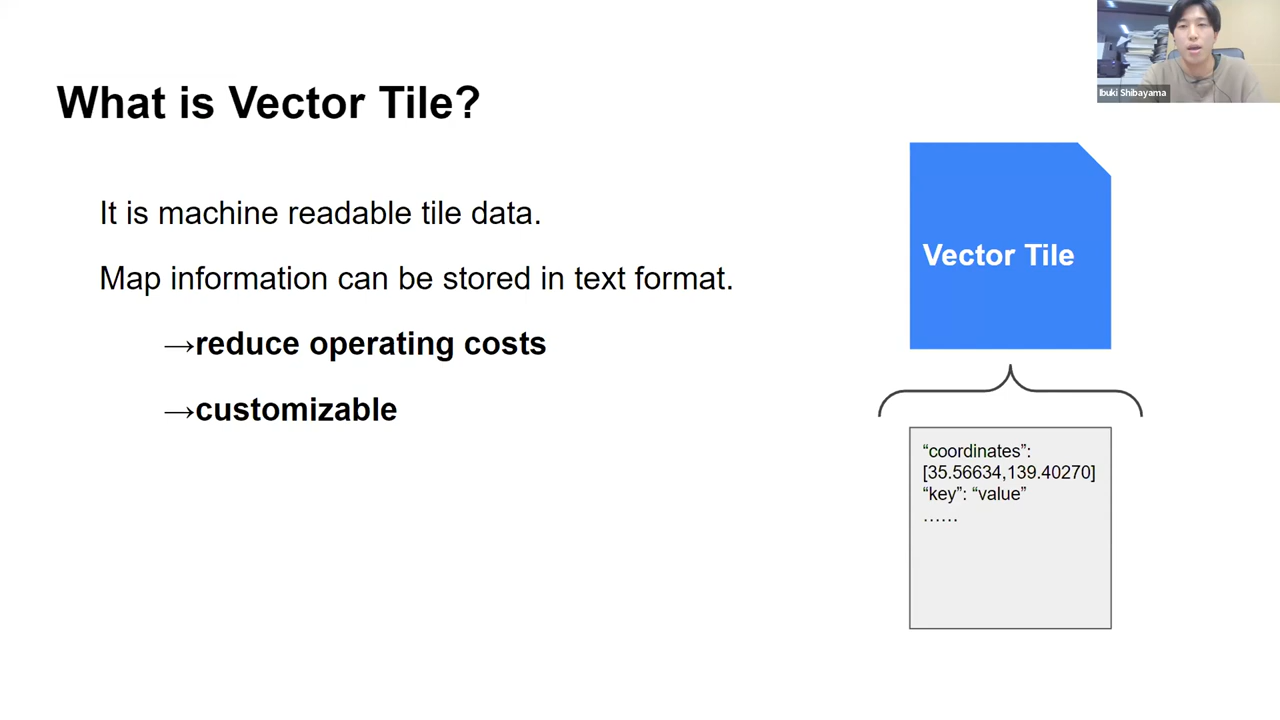 What is Vector Tile?
It is machine readable tile data.
Map information can be stored in text format.
→reduce operating costs
→customizable
Ibuki Shibayama
Vector Tile
“coordinates”:
[35.56634,139.40270]
“key”: “value”
……